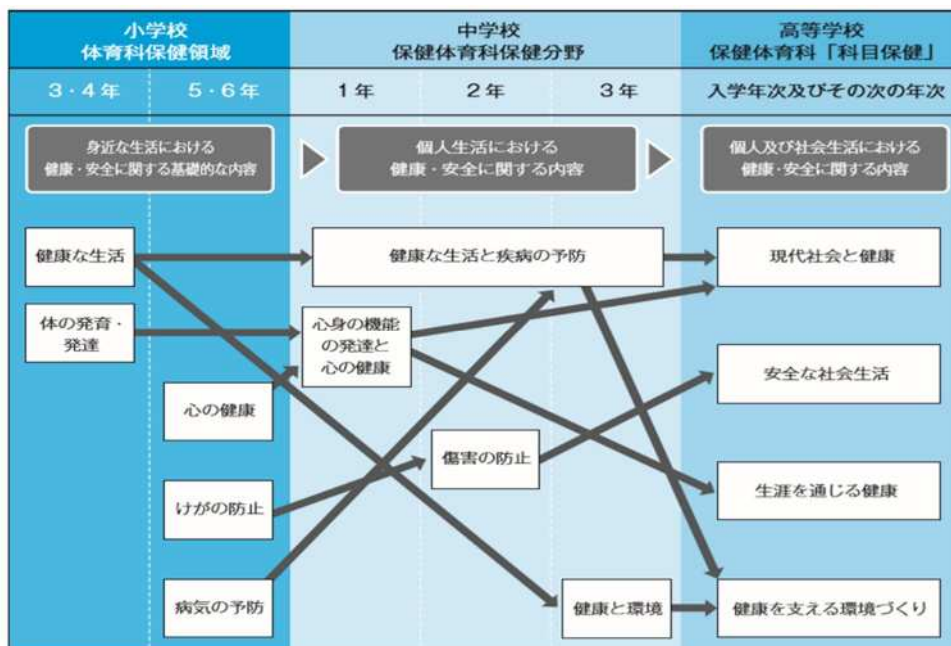 小学校
体育科保健領域
中学校
保健体育科保健分野
高等学校
保健体育科「科目保健」
3・4年
5・6年
1年
2年
3年
入学年次及びその次の年次
身近な生活における
健康・安全に関する基礎的な内容
個人生活における
健康・安全に関する内容
個人及び社会生活における
健康・安全に関する内容
健康な生活
健康な生活と疾病の予防
現代社会と健康
体の発育・
発達
心身の機能
の発達と
心の健康
心の健康
安全な社会生活
傷害の防止
けがの防止
生涯を通じる健康
病気の予防
健康と環境
健康を支える環境づくり